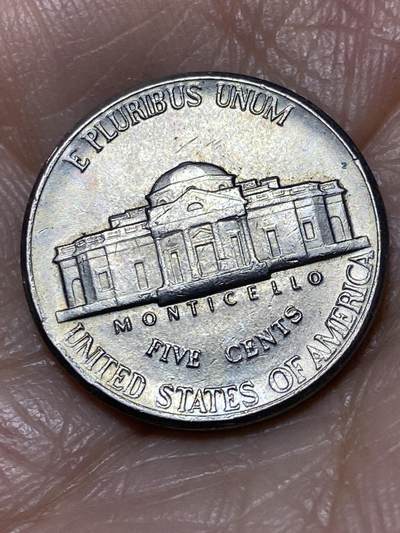 E PLURIBUS UNUM
MONTICELLO
FIVE CENTS
UNITED STATES OF AMERICA